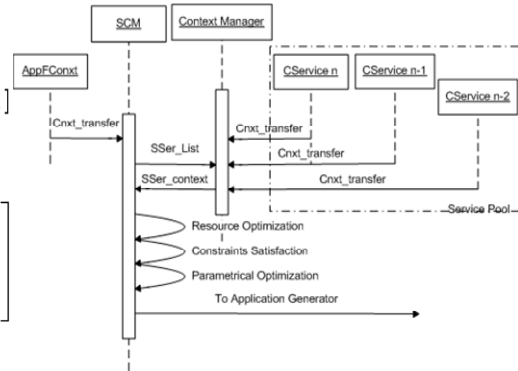 SCM
Context Manager
AppFConxt
CService n
CService n-1
CService n-2
Cnxt_transfer
Cnxt_transfer
SSer_List
Cnxt_transfer
SSer_context
Cnxt_transfer
Service Pool
Resource Optimization
Constraints Satisfaction
Parametrical Optimization
To Application Generator